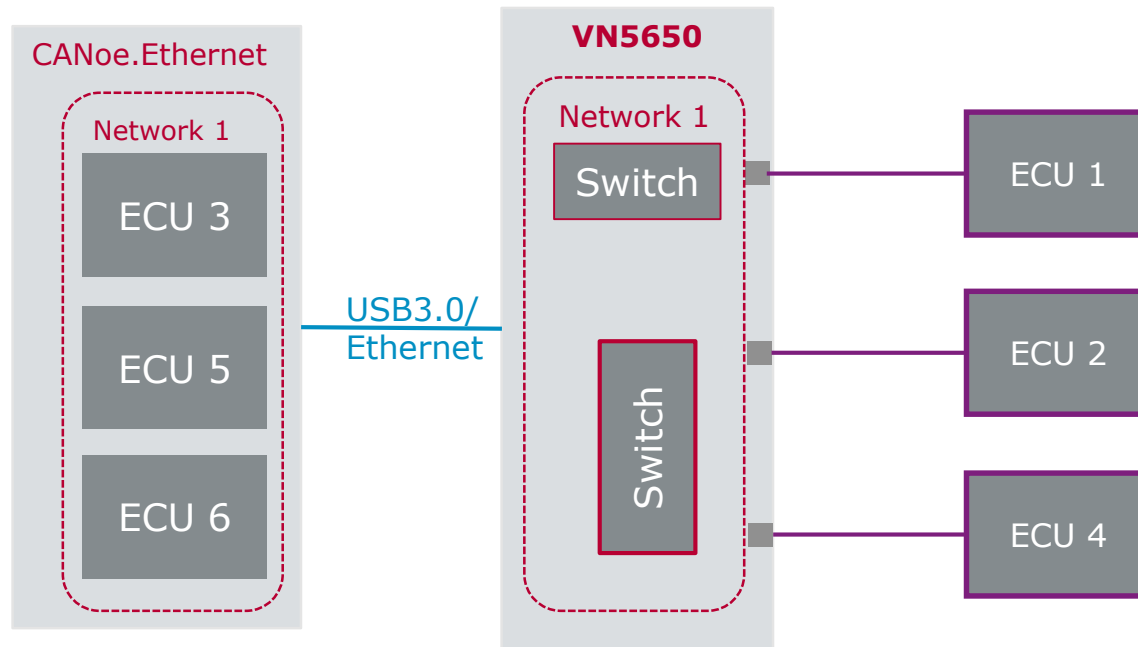 CANoe.Ethernet
Network 1
ECU 3
ECU 5
ECU 6
USB3.0/
Ethernet
VN5650
Network 1
Switch
Switch
ECU 1
ECU 2
ECU 4